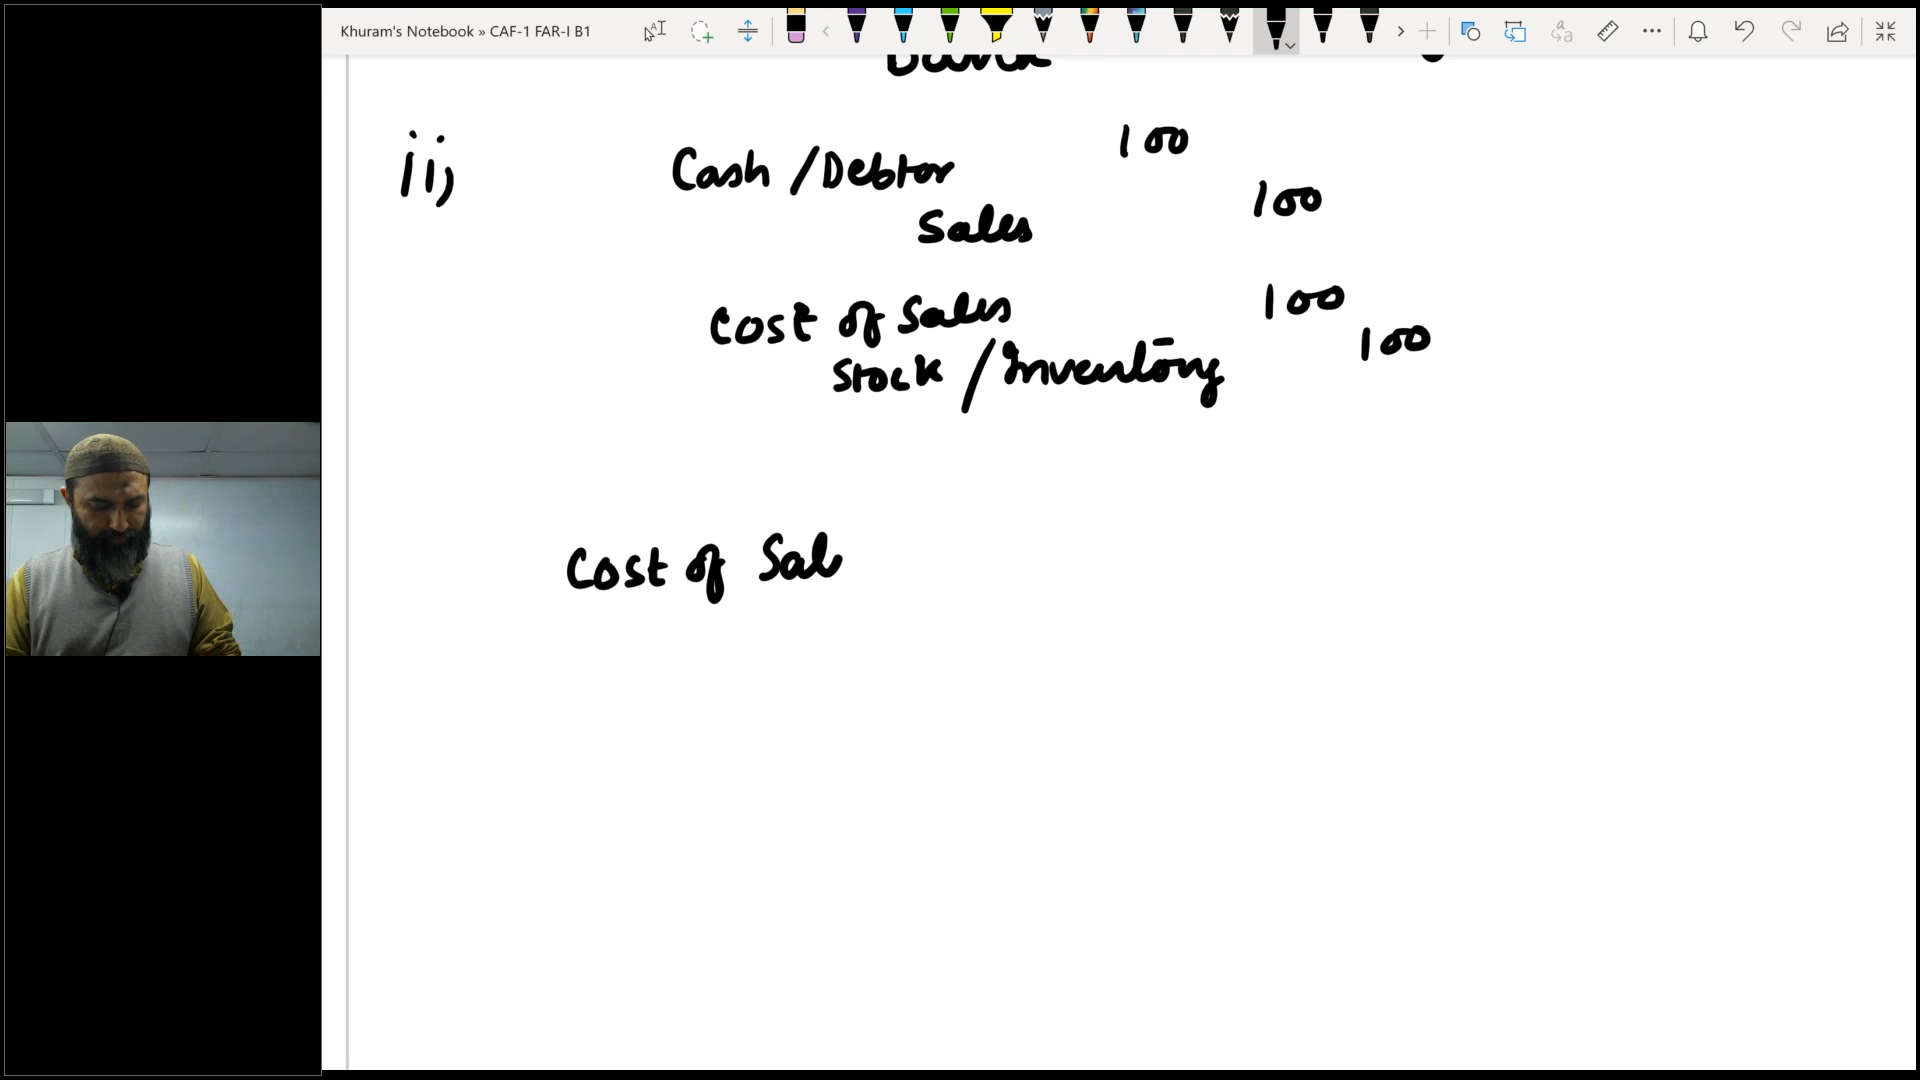 Khuram's Notebook » CAF-1 FAR-I B1
ii,
Cash / Debtor 100
Sales 100
Cost of Sales 100
Stock / Inventory 100
Cost of Sal